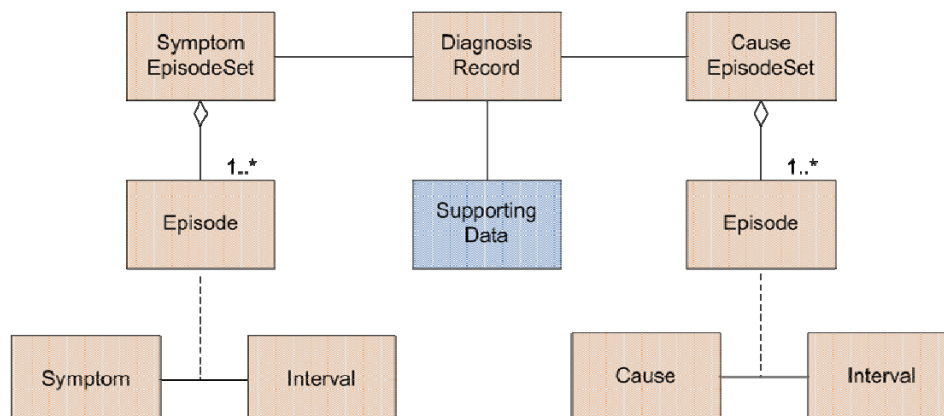 Symptom
EpisodeSet
Diagnosis
Record
Cause
EpisodeSet
1..*
1..*
Episode
Supporting
Data
Episode
Symptom
Interval
Cause
Interval